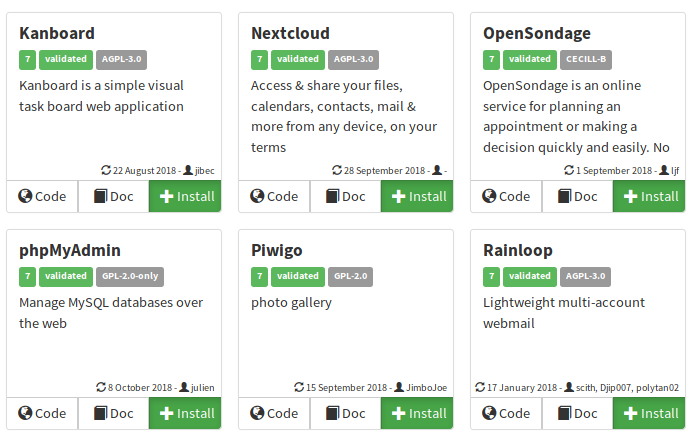 Kanboard
7 validated AGPL-3.0
Kanboard is a simple visual
task board web application
22 August 2018 - jibec
Code Doc Install
Nextcloud
7 validated AGPL-3.0
Access & share your files,
calendars, contacts, mail &
more from any device, on your
terms
28 September 2018 - -
Code Doc Install
OpenSondage
7 validated CECILL-B
OpenSondage is an online
service for planning an
appointment or making a
decision quickly and easily. No
1 September 2018 - ljf
Code Doc Install
phpMyAdmin
7 validated GPL-2.0-only
Manage MySQL databases over
the web
8 October 2018 - julien
Code Doc Install
Piwigo
7 validated GPL-2.0
photo gallery
15 September 2018 - JimboJoe
Code Doc Install
Rainloop
7 validated AGPL-3.0
Lightweight multi-account
webmail
17 January 2018 - scith, Djip007, polytan02
Code Doc Install